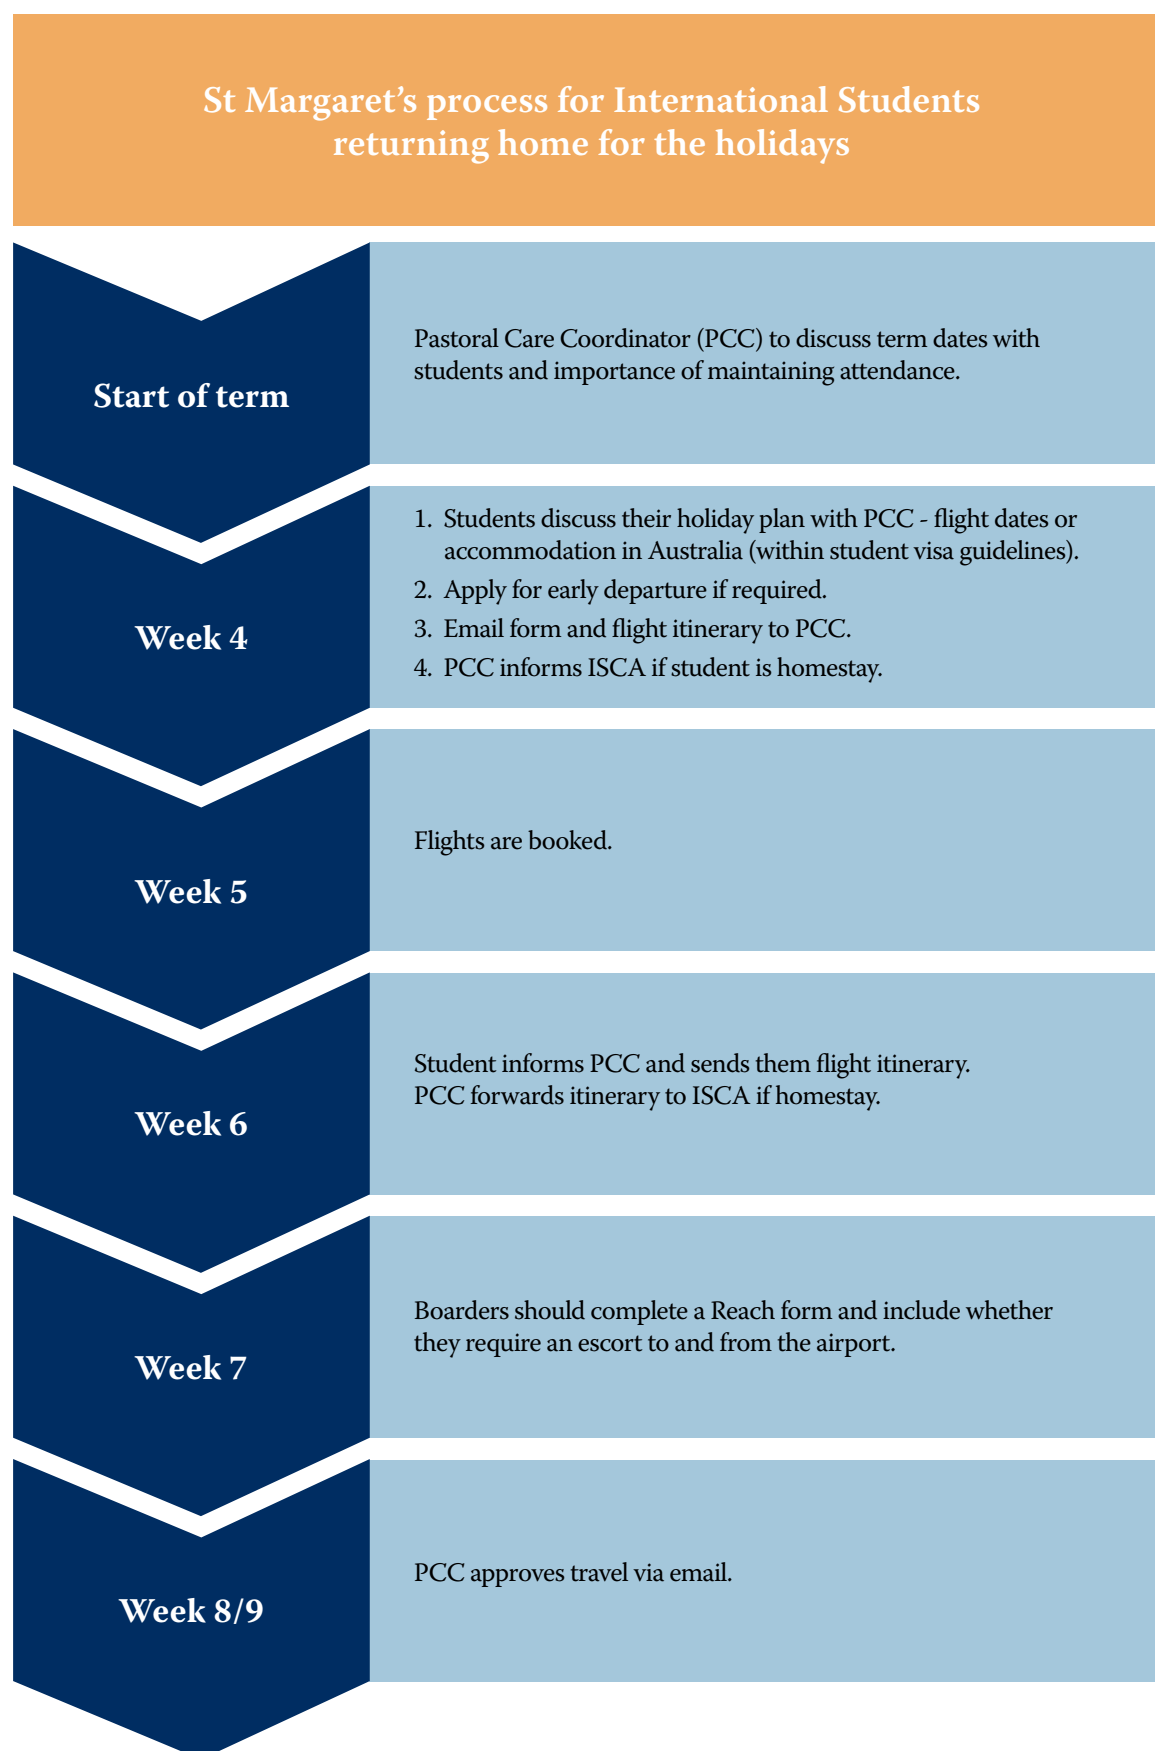 St Margaret’s process for International Students
returning home for the holidays
Start of term
Pastoral Care Coordinator (PCC) to discuss term dates with
students and importance of maintaining attendance.
Week 4
1. Students discuss their holiday plan with PCC - flight dates or
accommodation in Australia (within student visa guidelines).
2. Apply for early departure if required.
3. Email form and flight itinerary to PCC.
4. PCC informs ISCA if student is homestay.
Week 5
Flights are booked.
Week 6
Student informs PCC and sends them flight itinerary.
PCC forwards itinerary to ISCA if homestay.
Week 7
Boarders should complete a Reach form and include whether
they require an escort to and from the airport.
Week 8/9
PCC approves travel via email.